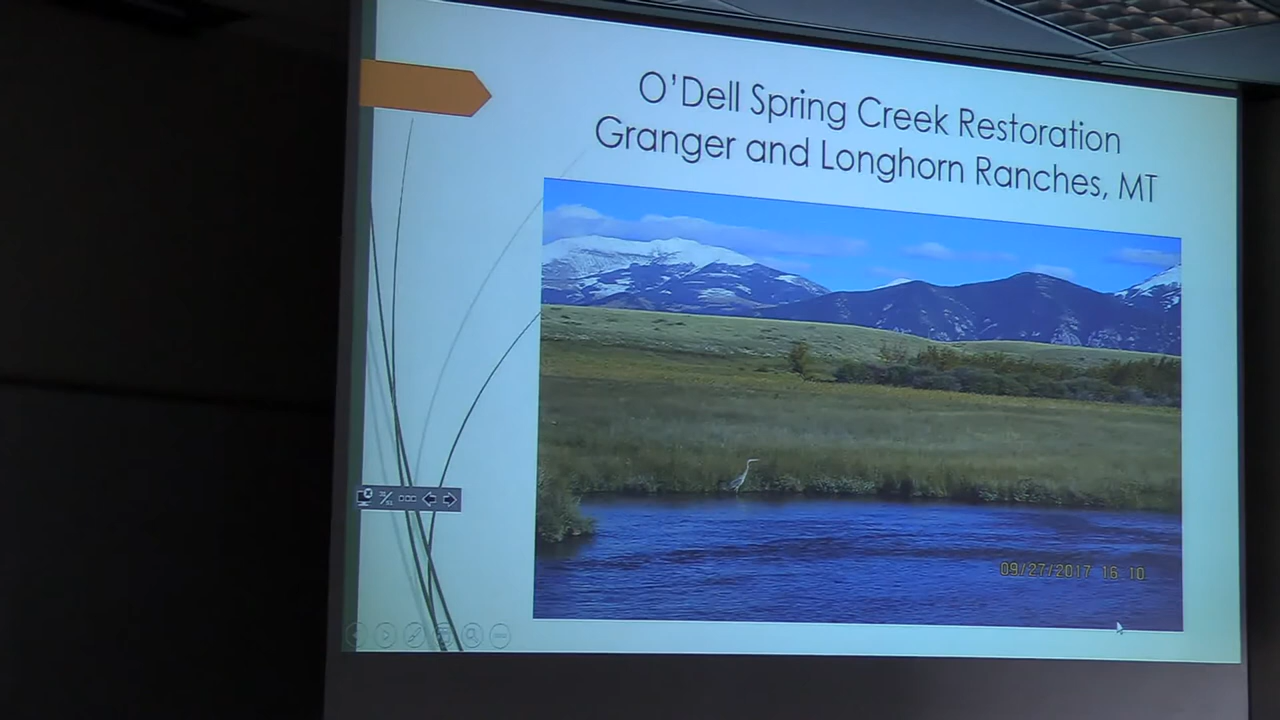 O'Dell Spring Creek Restoration
Granger and Longhorn Ranches, MT
09/27/2017 16 10